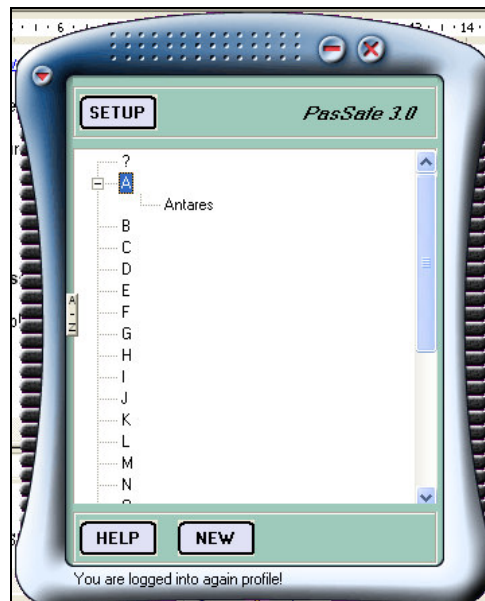 SETUP PasSafe 3.0
?
A
Antares
B
C
D
E
F
G
H
I
J
K
L
M
N
A - Z
HELP NEW
You are logged into again profile!